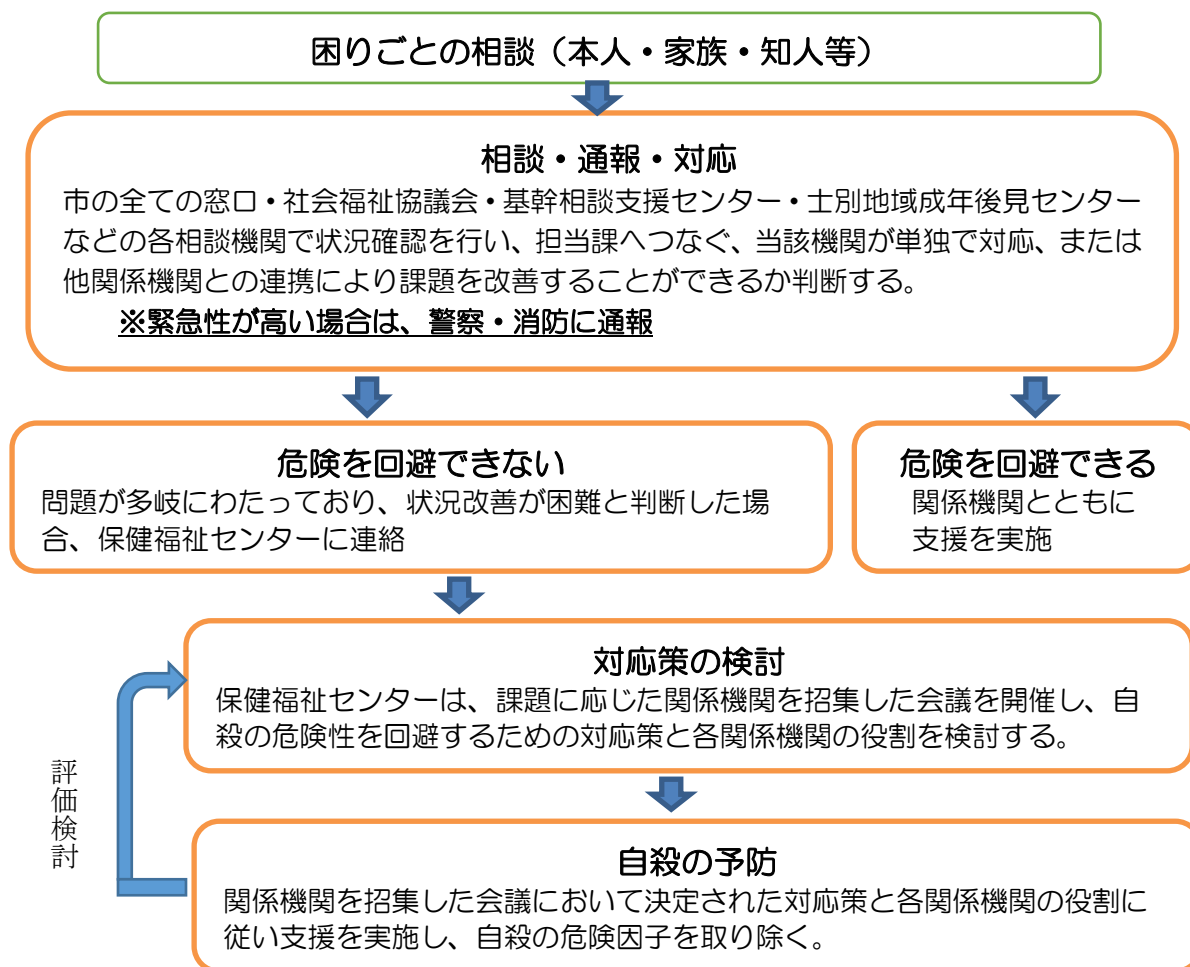 困りごとの相談（本人・家族・知人等）
相談・通報・対応
市の全ての窓口・社会福祉協議会・基幹相談支援センター・士別地域成年後見センター
などの各相談機関で状況確認を行い、担当課へつなぐ、当該機関が単独で対応、または
他関係機関との連携により課題を改善することができるか判断する。
※緊急性が高い場合は、警察・消防に通報
危険を回避できない
問題が多岐にわたっており、状況改善が困難と判断した場
合、保健福祉センターに連絡
危険を回避できる
関係機関とともに
支援を実施
対応策の検討
保健福祉センターは、課題に応じた関係機関を招集した会議を開催し、自
殺の危険性を回避するための対応策と各関係機関の役割を検討する。
評価検討
自殺の予防
関係機関を招集した会議において決定された対応策と各関係機関の役割に
従い支援を実施し、自殺の危険因子を取り除く。